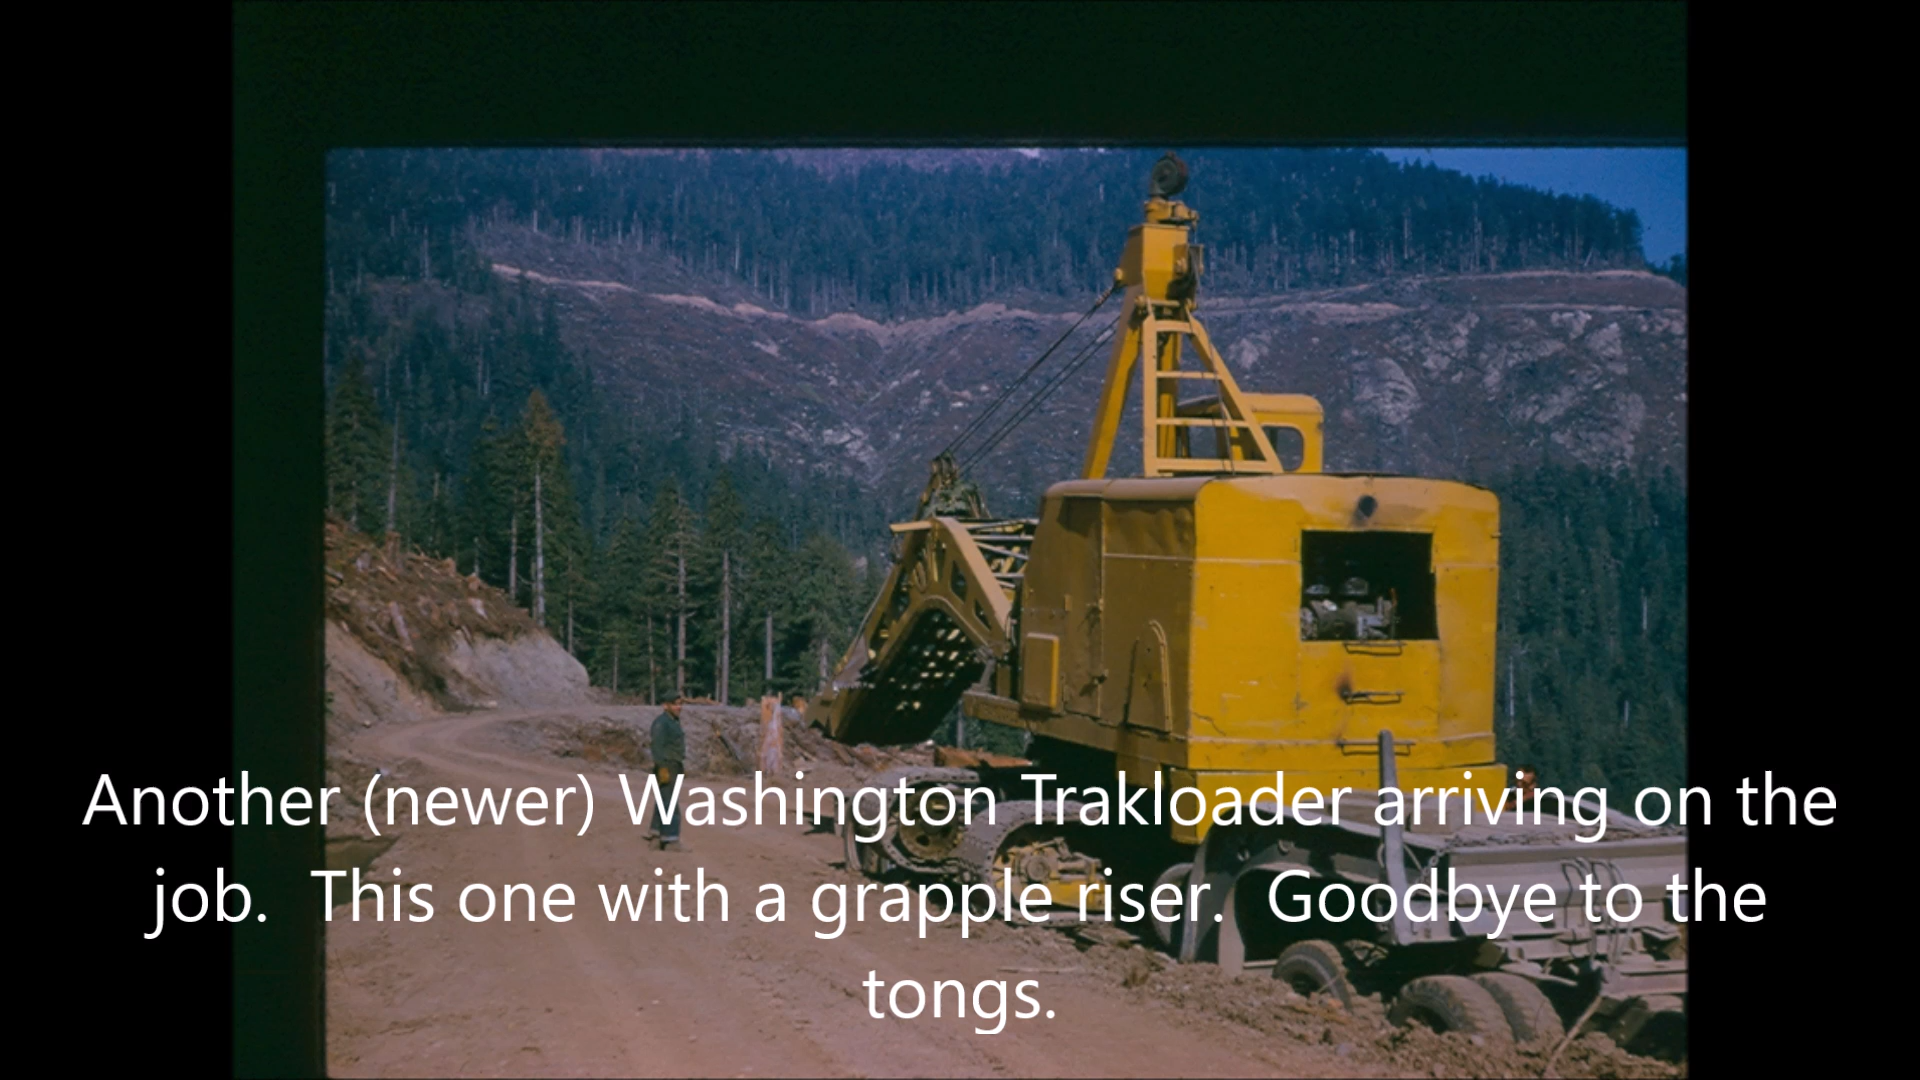 Another (newer) Washington Trakloader arriving on the
job.  This one with a grapple riser.  Goodbye to the
tongs.